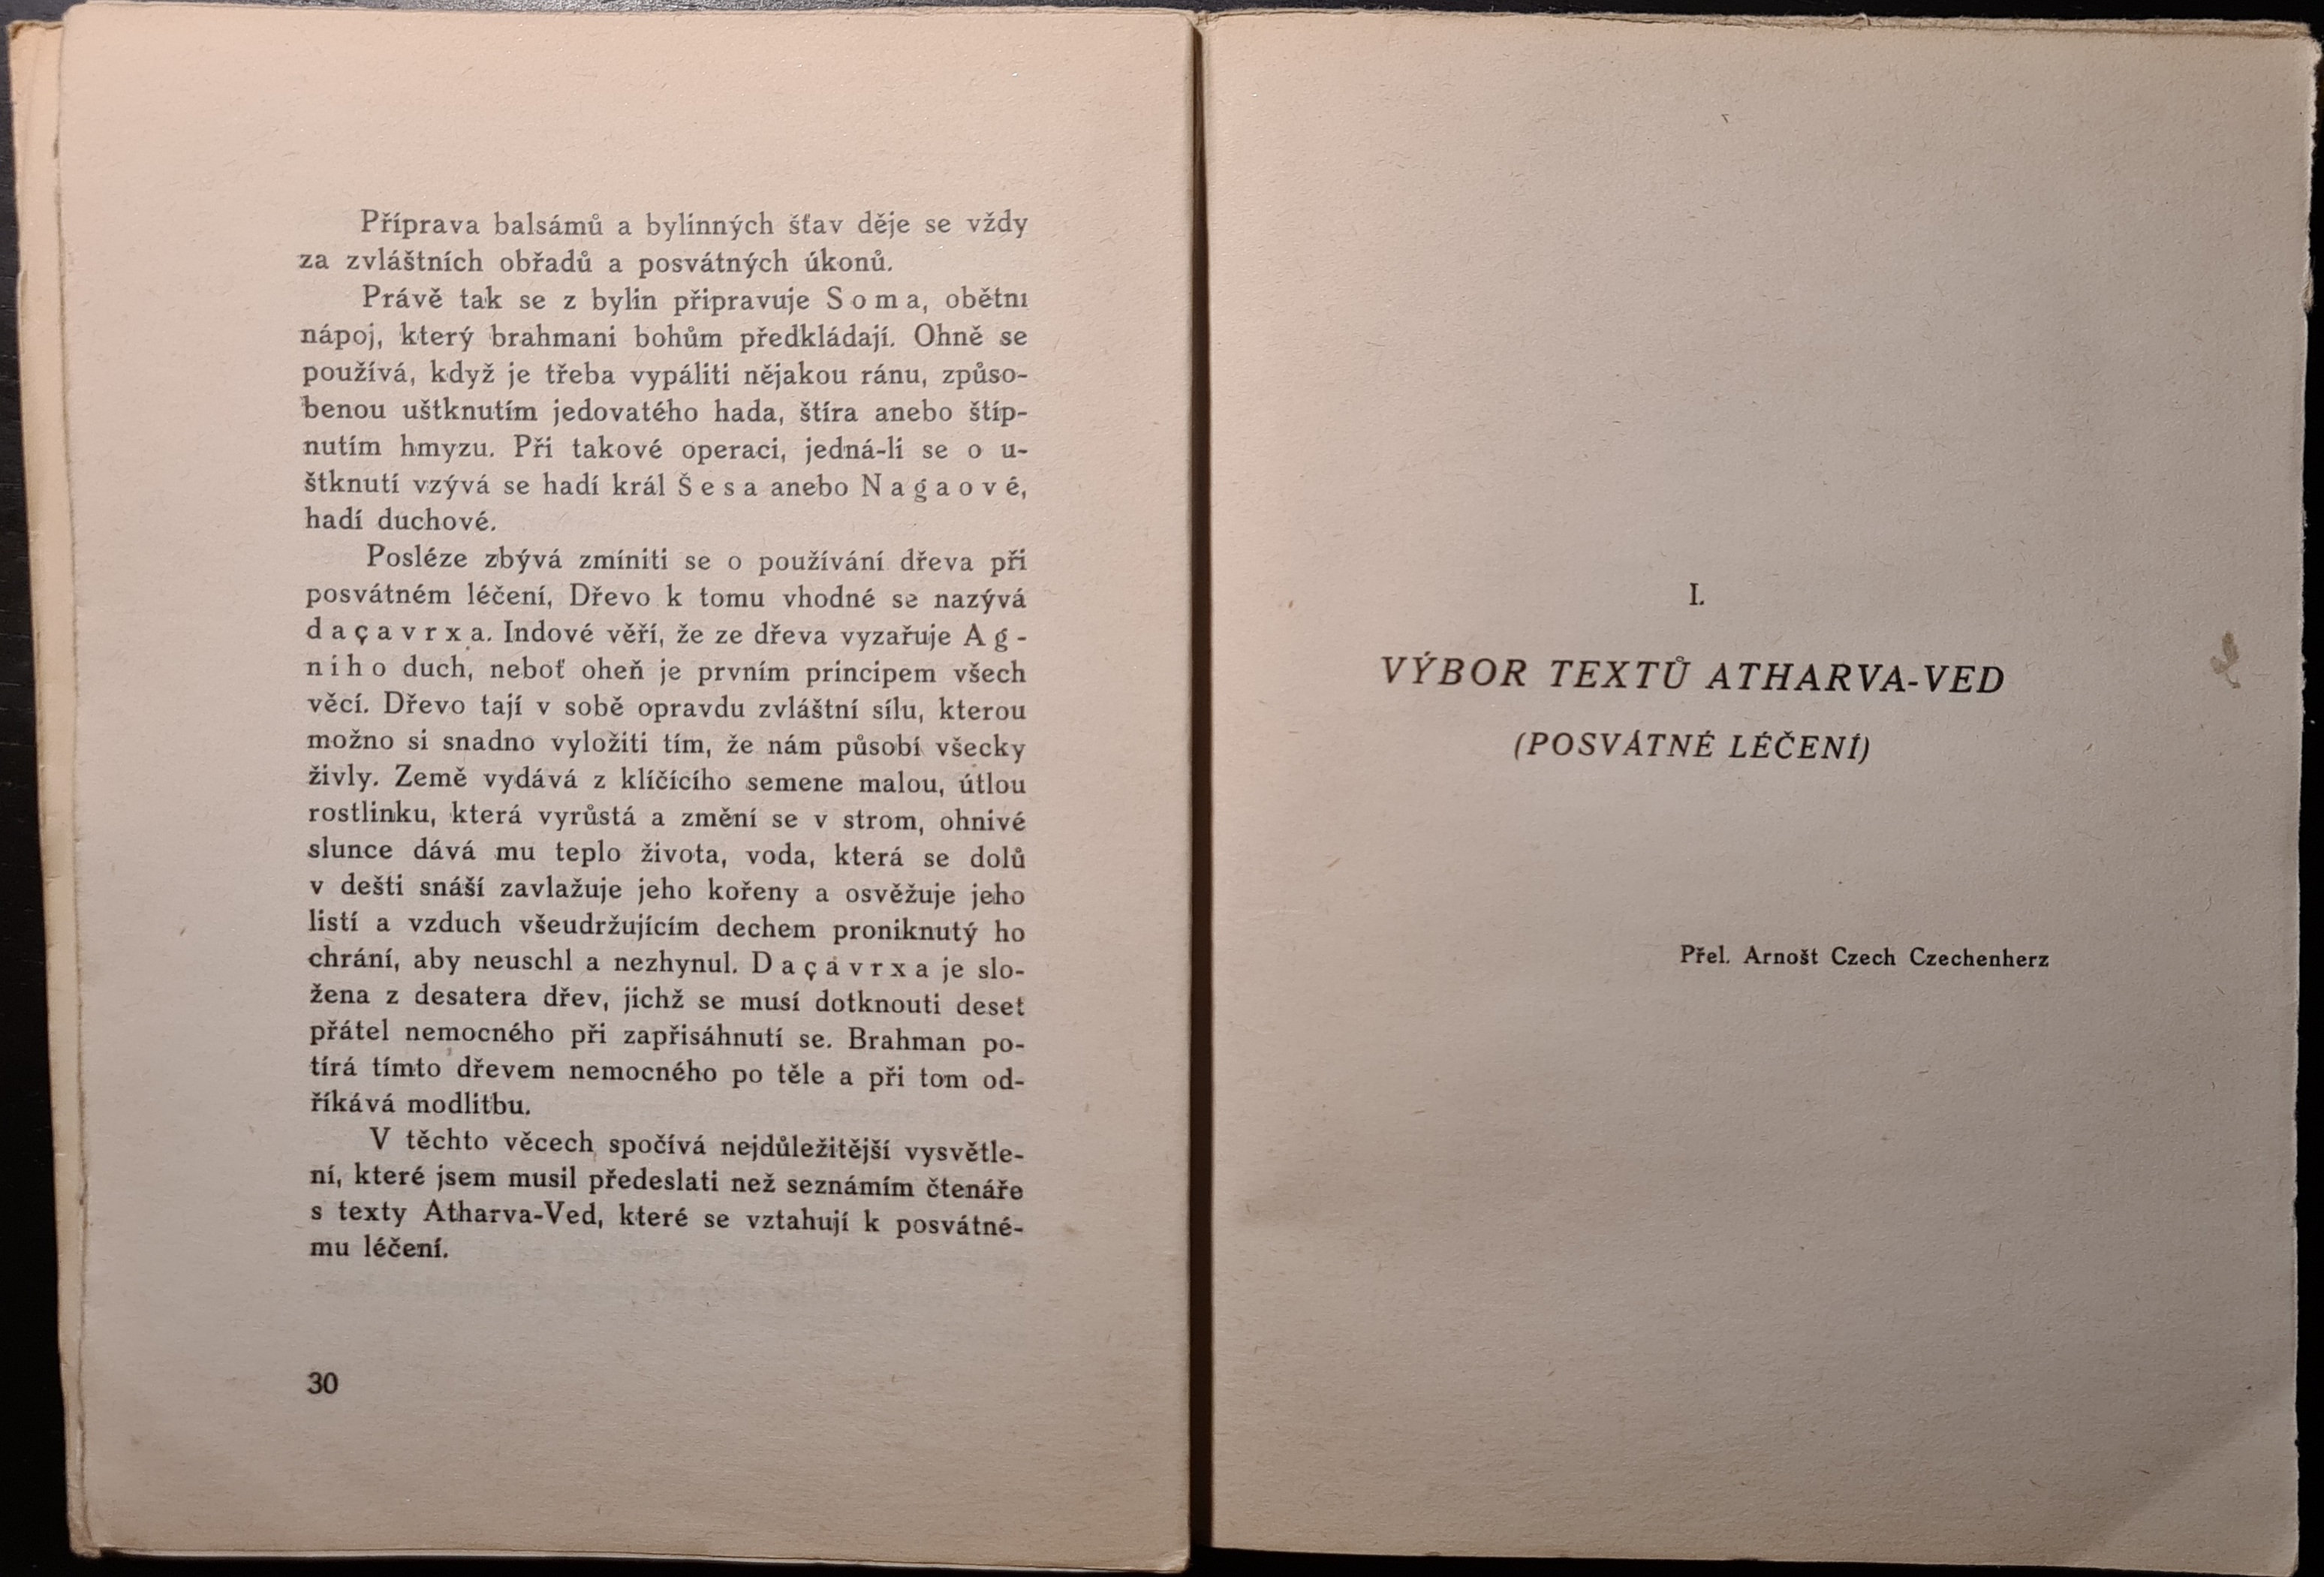 Příprava balsámů a bylinných šťav děje se vždy
za zvláštních obřadů a posvátných úkonů.
Právě tak se z bylin připravuje S o m a, obětní
nápoj, který brahmani bohům předkládají. Ohně se
používá, když je třeba vypáliti nějakou ránu, způso-
benou uštknutím jedovatého hada, štíra anebo štíp-
nutím hmyzu. Při takové operaci, jedná-li se o u-
štknutí vzývá se hadí král Š e s a anebo N a g a o v é,
hadí duchové.
Posléze zbývá zmíniti se o používání dřeva při
posvátném léčení, Dřevo k tomu vhodné se nazývá
d a ç a v r x a. Indové věří, že ze dřeva vyzařuje A g -
n i h o duch, neboť oheň je prvním principem všech
věcí. Dřevo tají v sobě opravdu zvláštní sílu, kterou
možno si snadno vyložiti tím, že nám působí všecky
živly. Země vydává z klíčícího semene malou, útlou
rostlinku, která vyrůstá a změní se v strom, ohnivé
slunce dává mu teplo života, voda, která se dolů
v dešti snáší zavlažuje jeho kořeny a osvěžuje jeho
listí a vzduch všeudržujícím dechem proniknutý ho
chrání, aby neuschl a nezhynul. D a ç a v r x a je slo-
žena z desatera dřev, jichž se musí dotknouti deset
přátel nemocného při zapřisáhnutí se. Brahman po-
tírá tímto dřevem nemocného po těle a při tom od-
říkává modlitbu.
V těchto věcech spočívá nejdůležitější vysvětle-
ní, které jsem musil předeslati než seznámím čtenáře
s texty Atharva-Ved, které se vztahují k posvátné-
mu léčení.
30
I.
VÝBOR TEXTŮ ATHARVA-VED
(POSVÁTNÉ LÉČENÍ)
Přel. Arnošt Czech Czechenherz